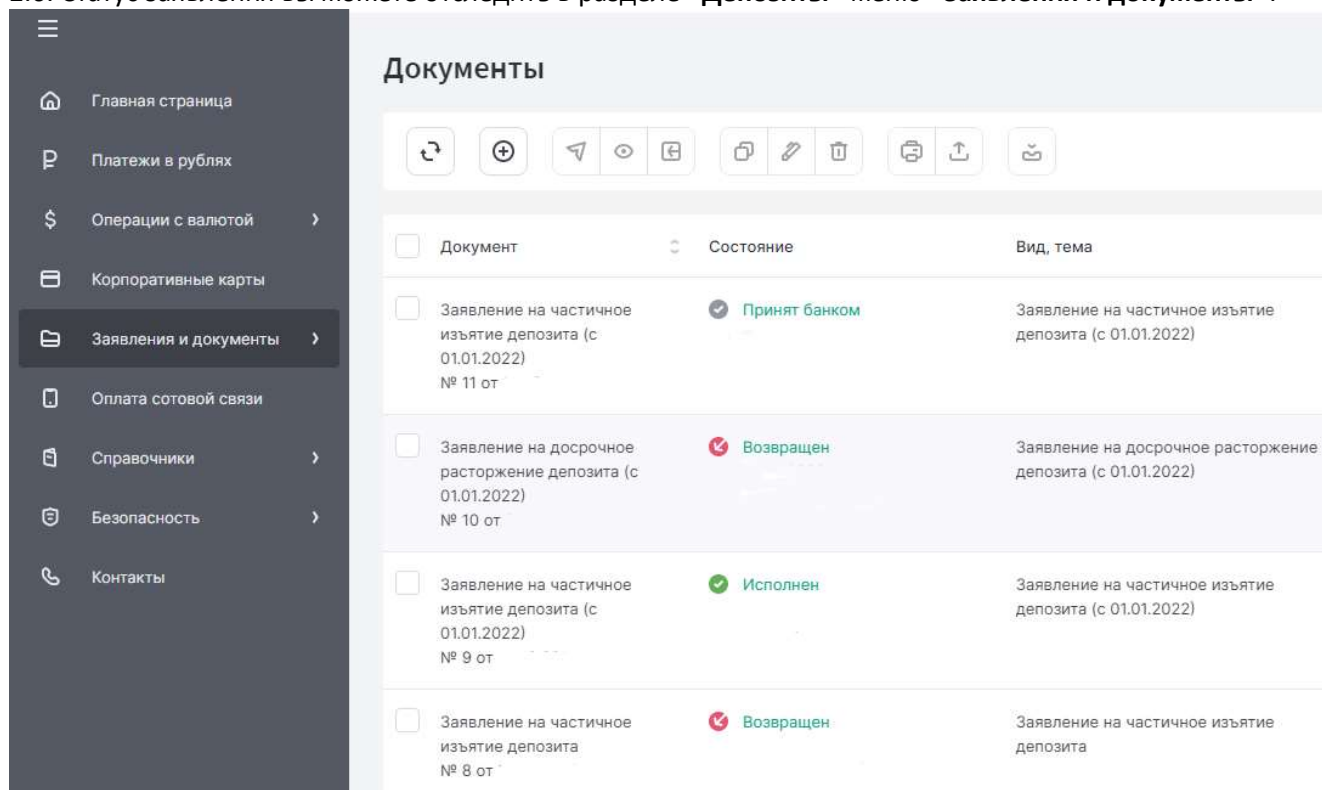 Документы
Главная страница
Платежи в рублях
Операции с валютой
Корпоративные карты
Заявления и документы
Оплата сотовой связи
Справочники
Безопасность
Контакты
Документ
Состояние
Вид, тема
Заявление на частичное
изъятие депозита (с
01.01.2022)
№ 11 от
Принят банком
Заявление на частичное изъятие
депозита (с 01.01.2022)
Заявление на досрочное
расторжение депозита (с
01.01.2022)
№ 10 от
Возвращен
Заявление на досрочное расторжение
депозита (с 01.01.2022)
Заявление на частичное
изъятие депозита (с
01.01.2022)
№ 9 от
Исполнен
Заявление на частичное изъятие
депозита (с 01.01.2022)
Заявление на частичное
изъятие депозита
№ 8 от
Возвращен
Заявление на частичное изъятие
депозита